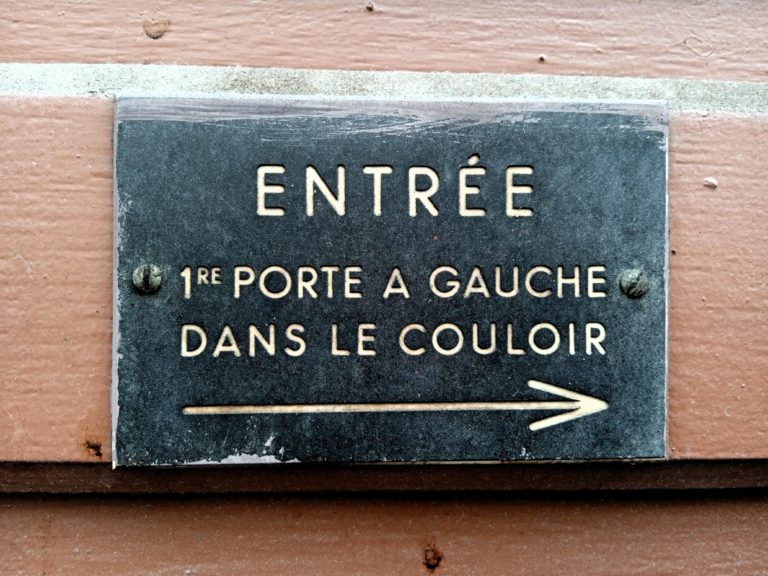 ENTRÉE
1RE PORTE A GAUCHE
DANS LE COULOIR